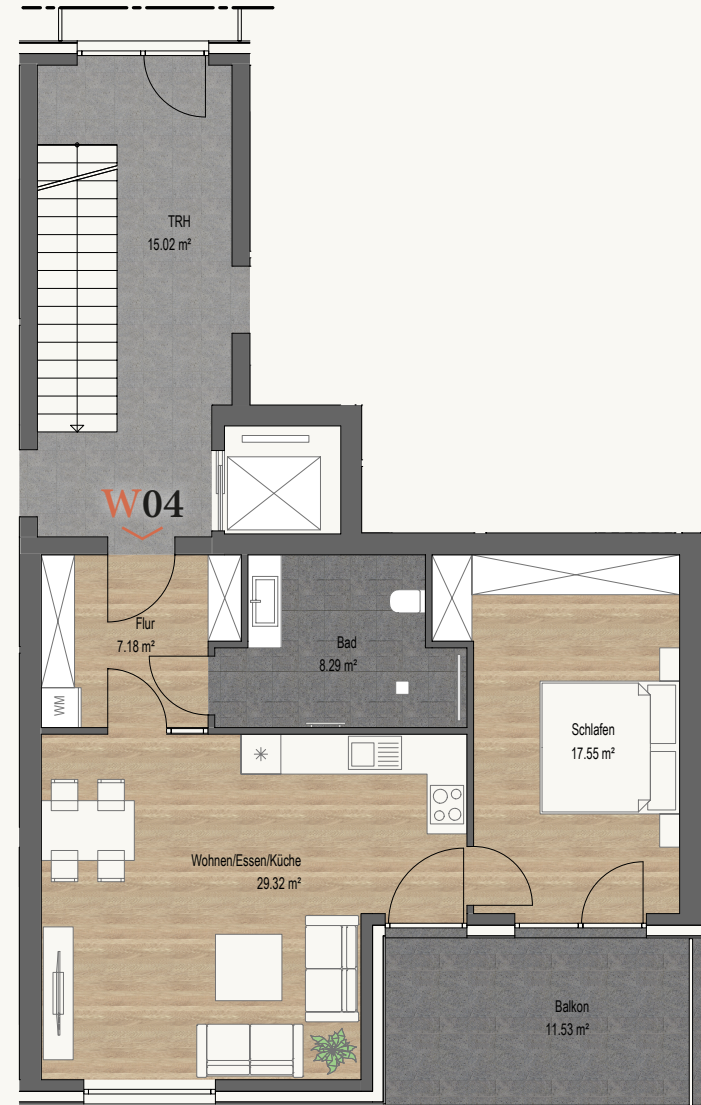 TRH
15.02 m²
W04
Flur
7.18 m²
WM
Bad
8.29 m²
Schlafen
17.55 m²
Wohnen/Essen/Küche
29.32 m²
Balkon
11.53 m²